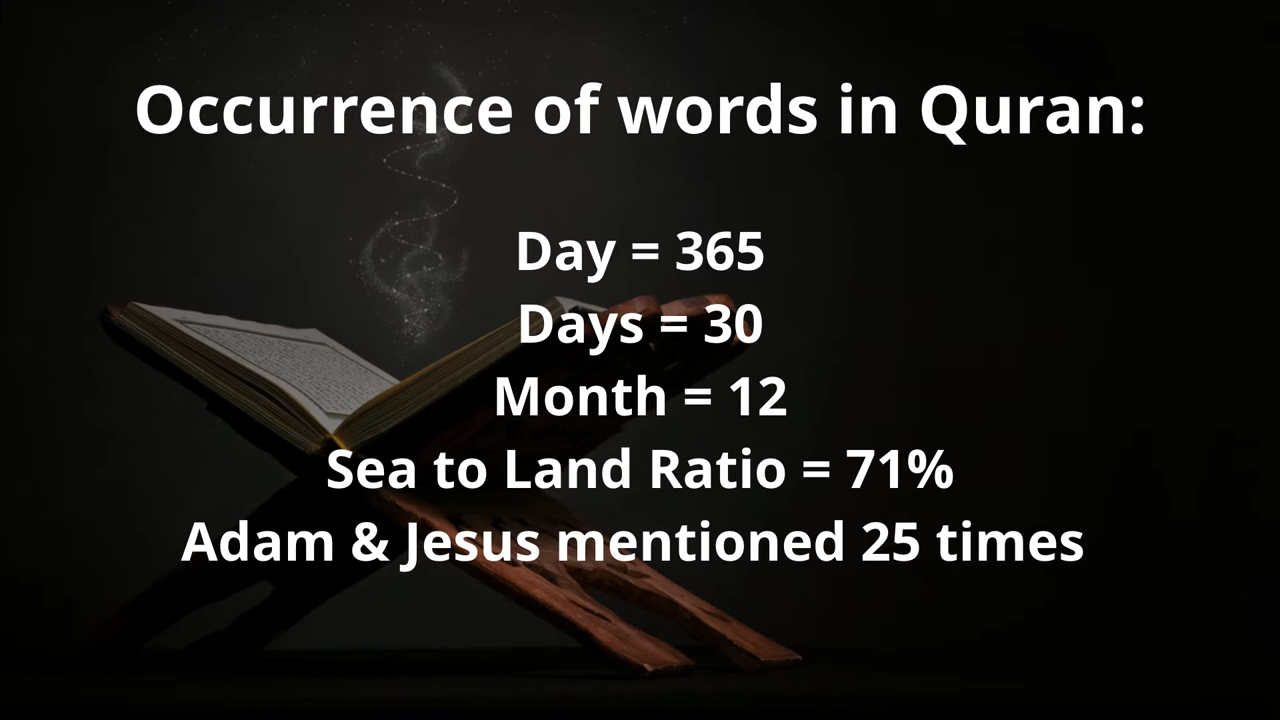 Occurrence of words in Quran:
Day = 365
Days = 30
Month = 12
Sea to Land Ratio = 71%
Adam & Jesus mentioned 25 times